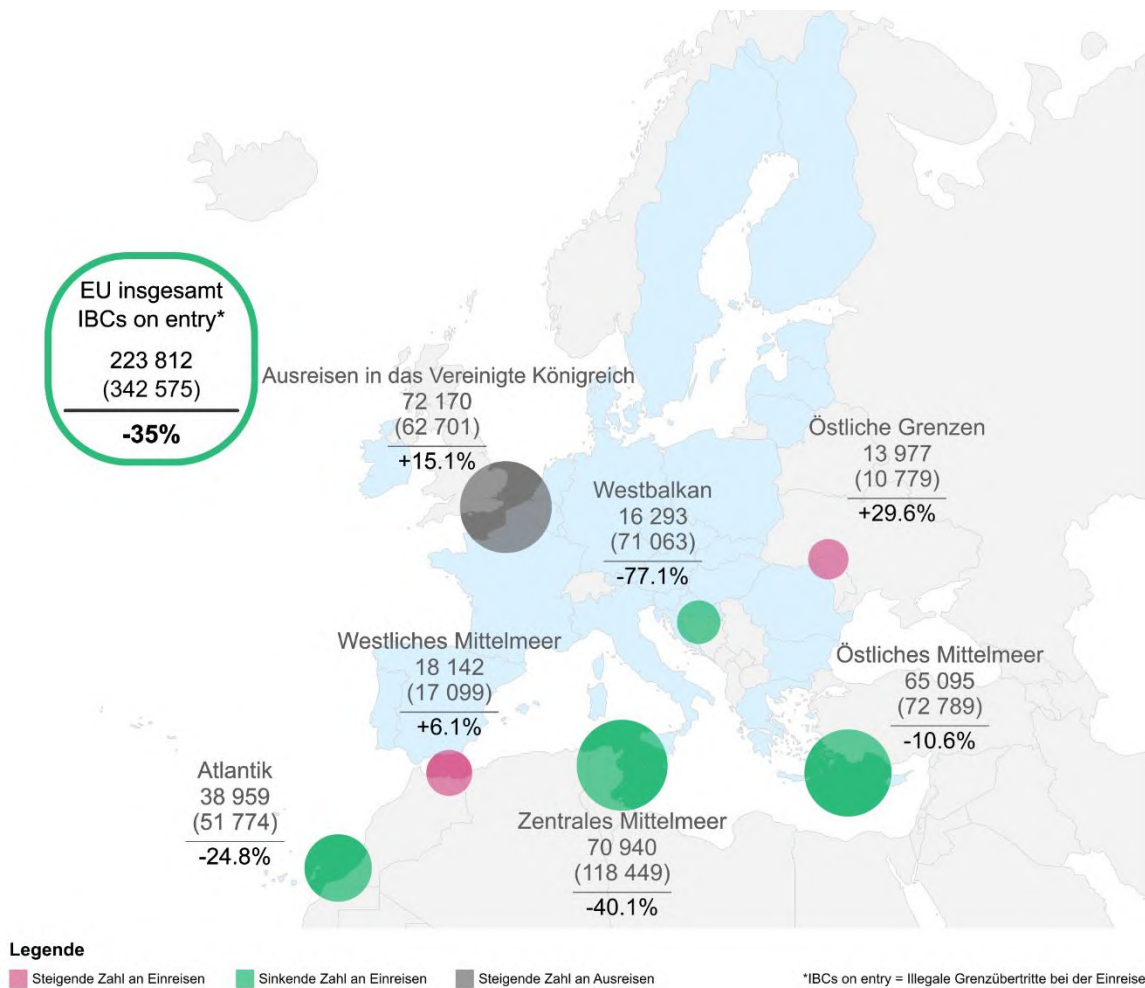 EU insgesamt
IBCs on entry*
223 812
(342 575)
-35%
Ausreisen in das Vereinigte Königreich
72 170
(62 701)
+15.1%
Östliche Grenzen
13 977
(10 779)
+29.6%
Westbalkan
16 293
(71 063)
-77.1%
Westliches Mittelmeer
18 142
(17 099)
+6.1%
Östliches Mittelmeer
65 095
(72 789)
-10.6%
Atlantik
38 959
(51 774)
-24.8%
Zentrales Mittelmeer
70 940
(118 449)
-40.1%
Legende
Steigende Zahl an Einreisen
Sinkende Zahl an Einreisen
Steigende Zahl an Ausreisen
*IBCs on entry = Illegale Grenzübertritte bei der Einreise